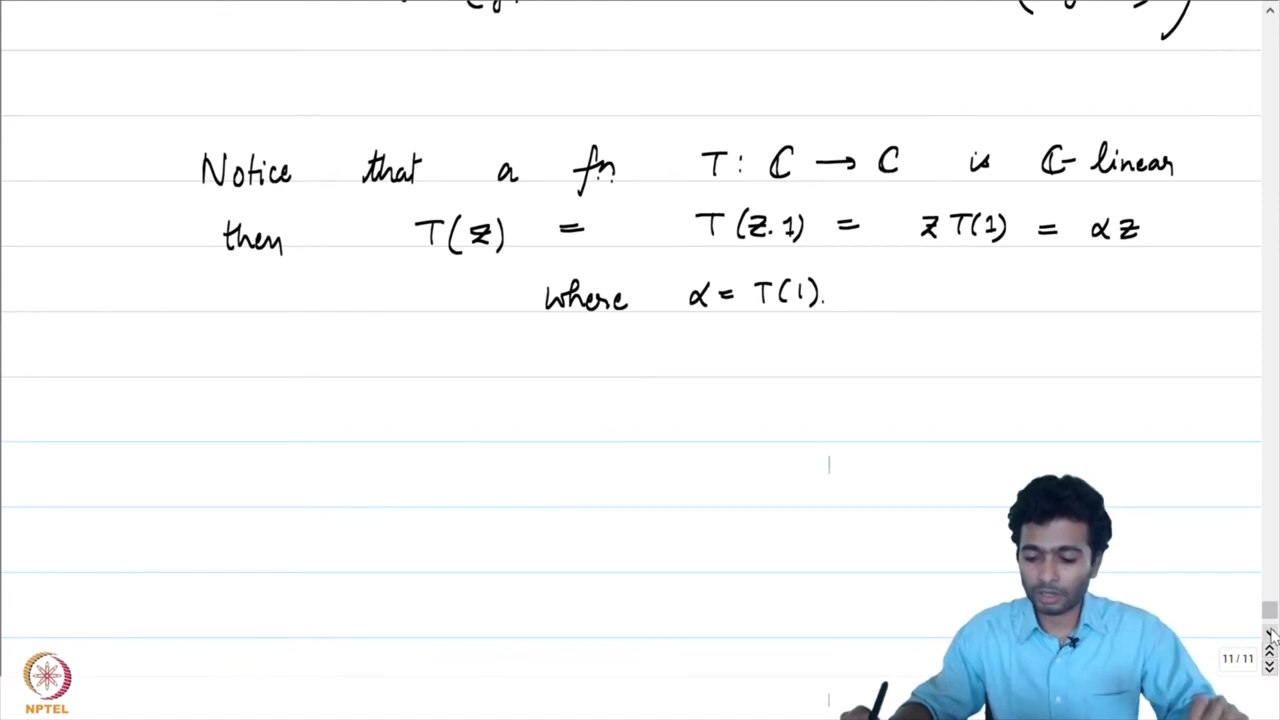 Notice that a fn. T: ℂ → ℂ is ℂ-linear
then T(z) = T(z.1) = z T(1) = αz
where α = T(1).
11/11
NPTEL